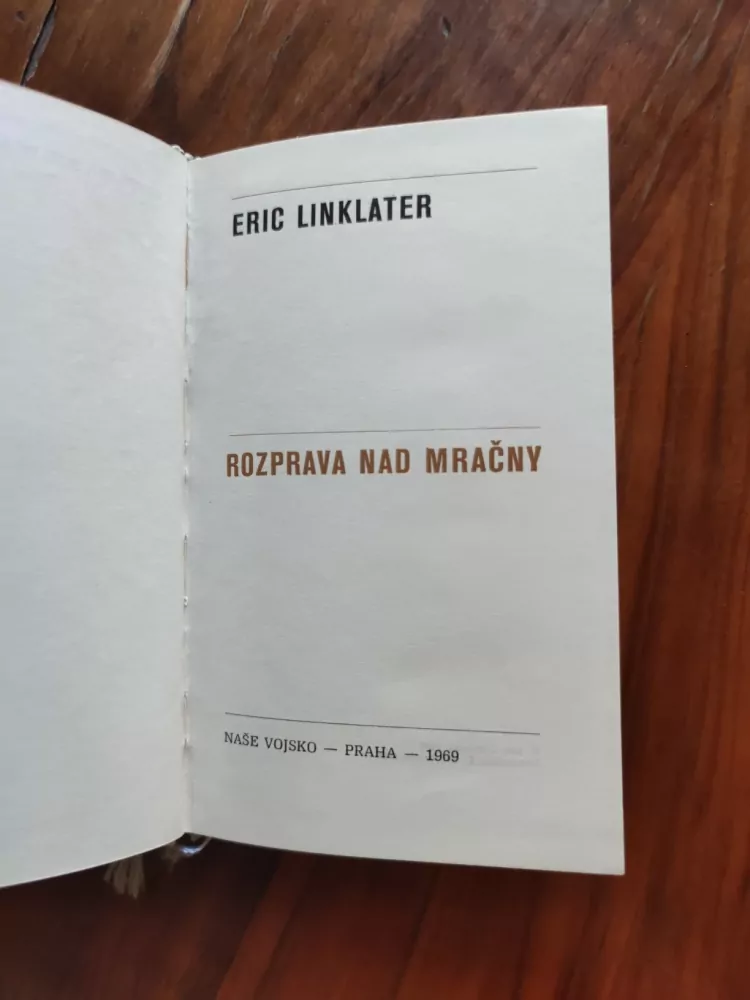 ERIC LINKLATER
ROZPRAVA NAD MRAČNY
NAŠE VOJSKO — PRAHA — 1969